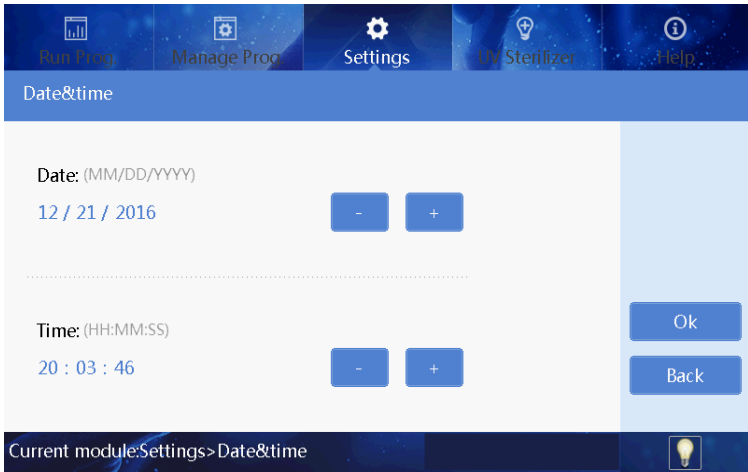 Run Prog. Manage Prog. Settings UV Sterilizer Help
Date&time
Date: (MM/DD/YYYY)
12 / 21 / 2016
- +
Time: (HH:MM:SS)
20 : 03 : 46
- +
Ok
Back
Current module:Settings>Date&time